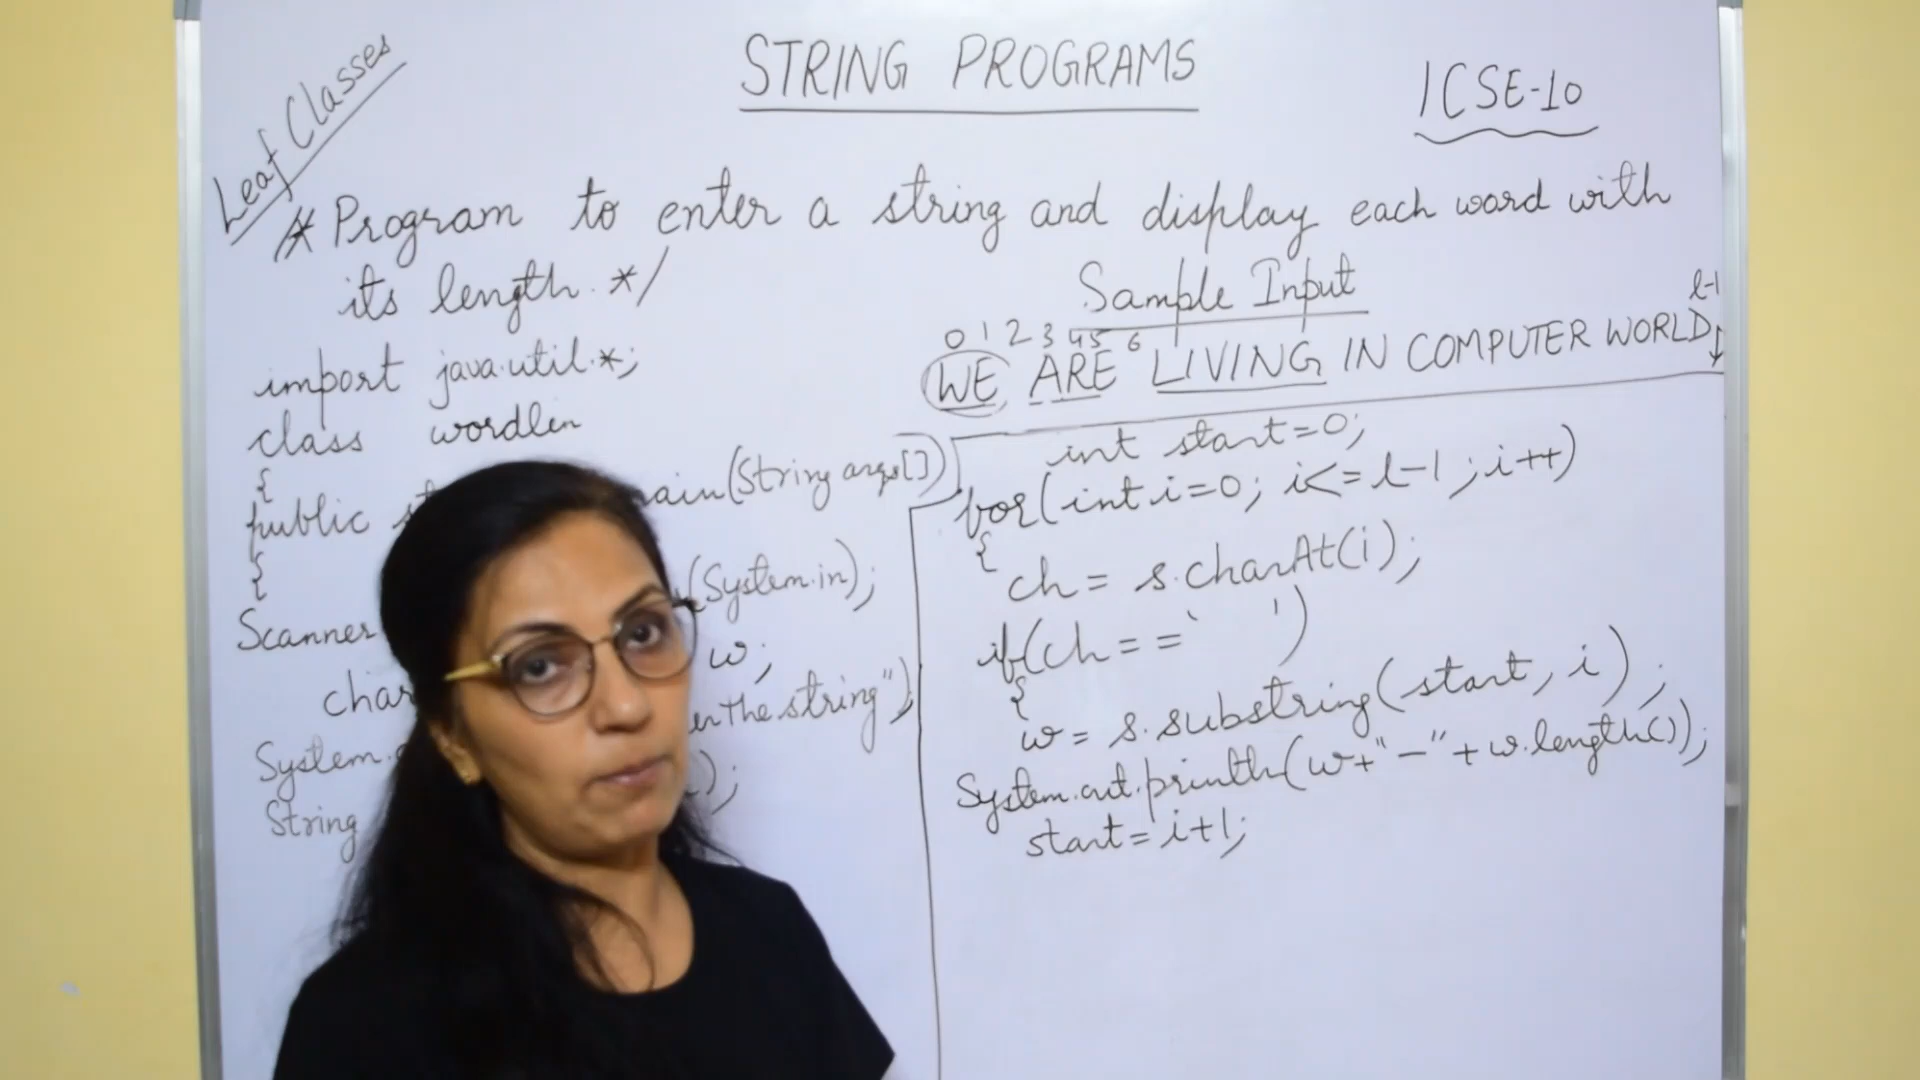 Leaf Classes
STRING PROGRAMS
ICSE-10
/* Program to enter a string and display each word with
its length. */
Sample Input
l-1
0 1 2 3 4 5 6
WE ARE LIVING IN COMPUTER WORLD
import java.util.*;
class wordlen
{
public main(String args[])
{
Scanner (System.in);
char w;
System. the string")
String );
int start=0;
for(int i=0; i<=l-1; i++)
{
ch = s.charAt(i);
if(ch==' ')
{
w = s.substring(start, i);
System.out.println(w+"-"+w.length());
start=i+1;